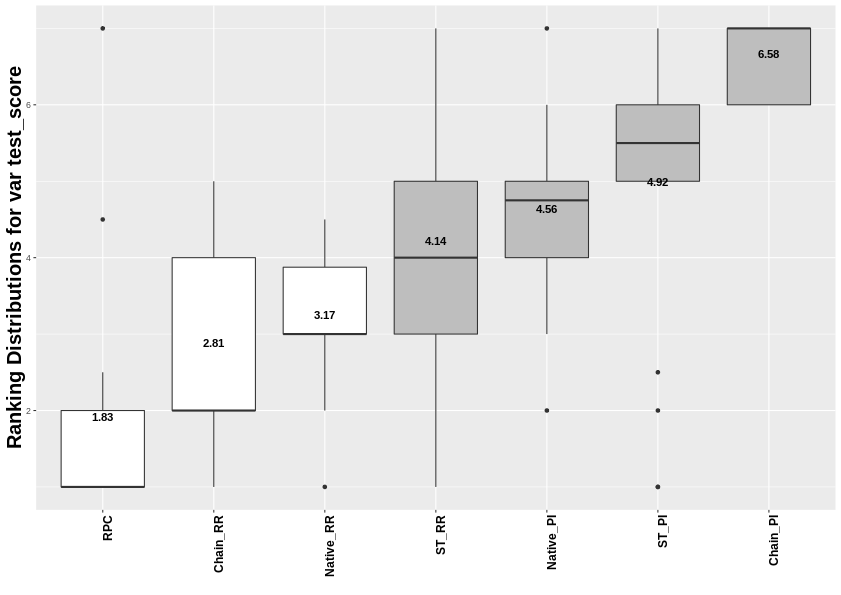 Ranking Distributions for var test_score
6
4
2
1.83
2.81
3.17
4.14
4.56
4.92
6.58
RPC
Chain_RR
Native_RR
ST_RR
Native_PI
ST_PI
Chain_PI